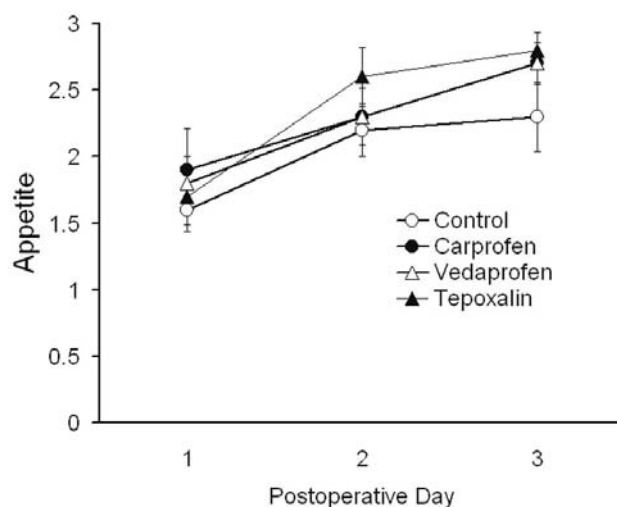 3
2.5
2
1.5
1
0.5
0
Appetite
Control
Carprofen
Vedaprofen
Tepoxalin
1 2 3
Postoperative Day